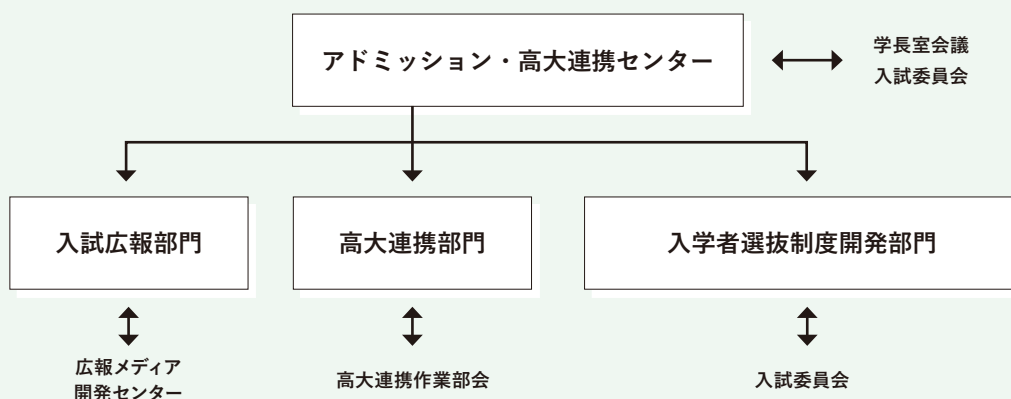 アドミッション・高大連携センター
学長室会議
入試委員会
入試広報部門
高大連携部門
入学者選抜制度開発部門
広報メディア
開発センター
高大連携作業部会
入試委員会